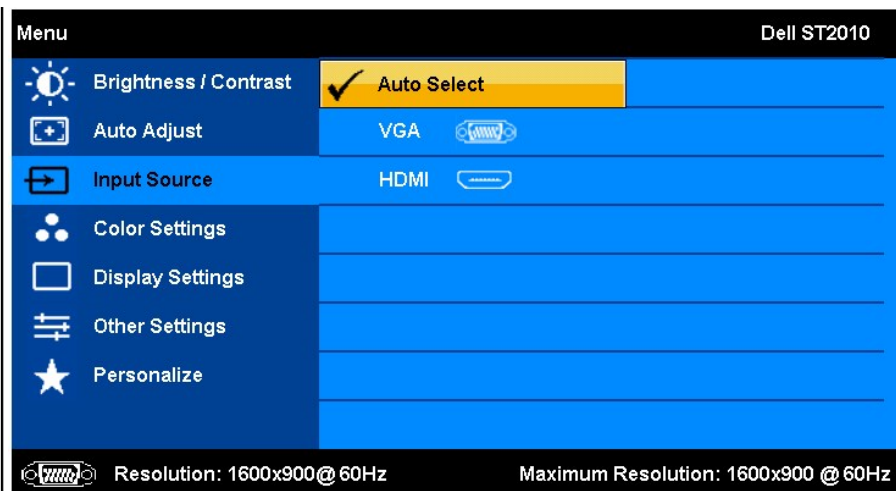 Menu Dell ST2010
Brightness / Contrast Auto Select
Auto Adjust VGA
Input Source HDMI
Color Settings
Display Settings
Other Settings
Personalize
Resolution: 1600x900@60Hz Maximum Resolution: 1600x900 @60Hz